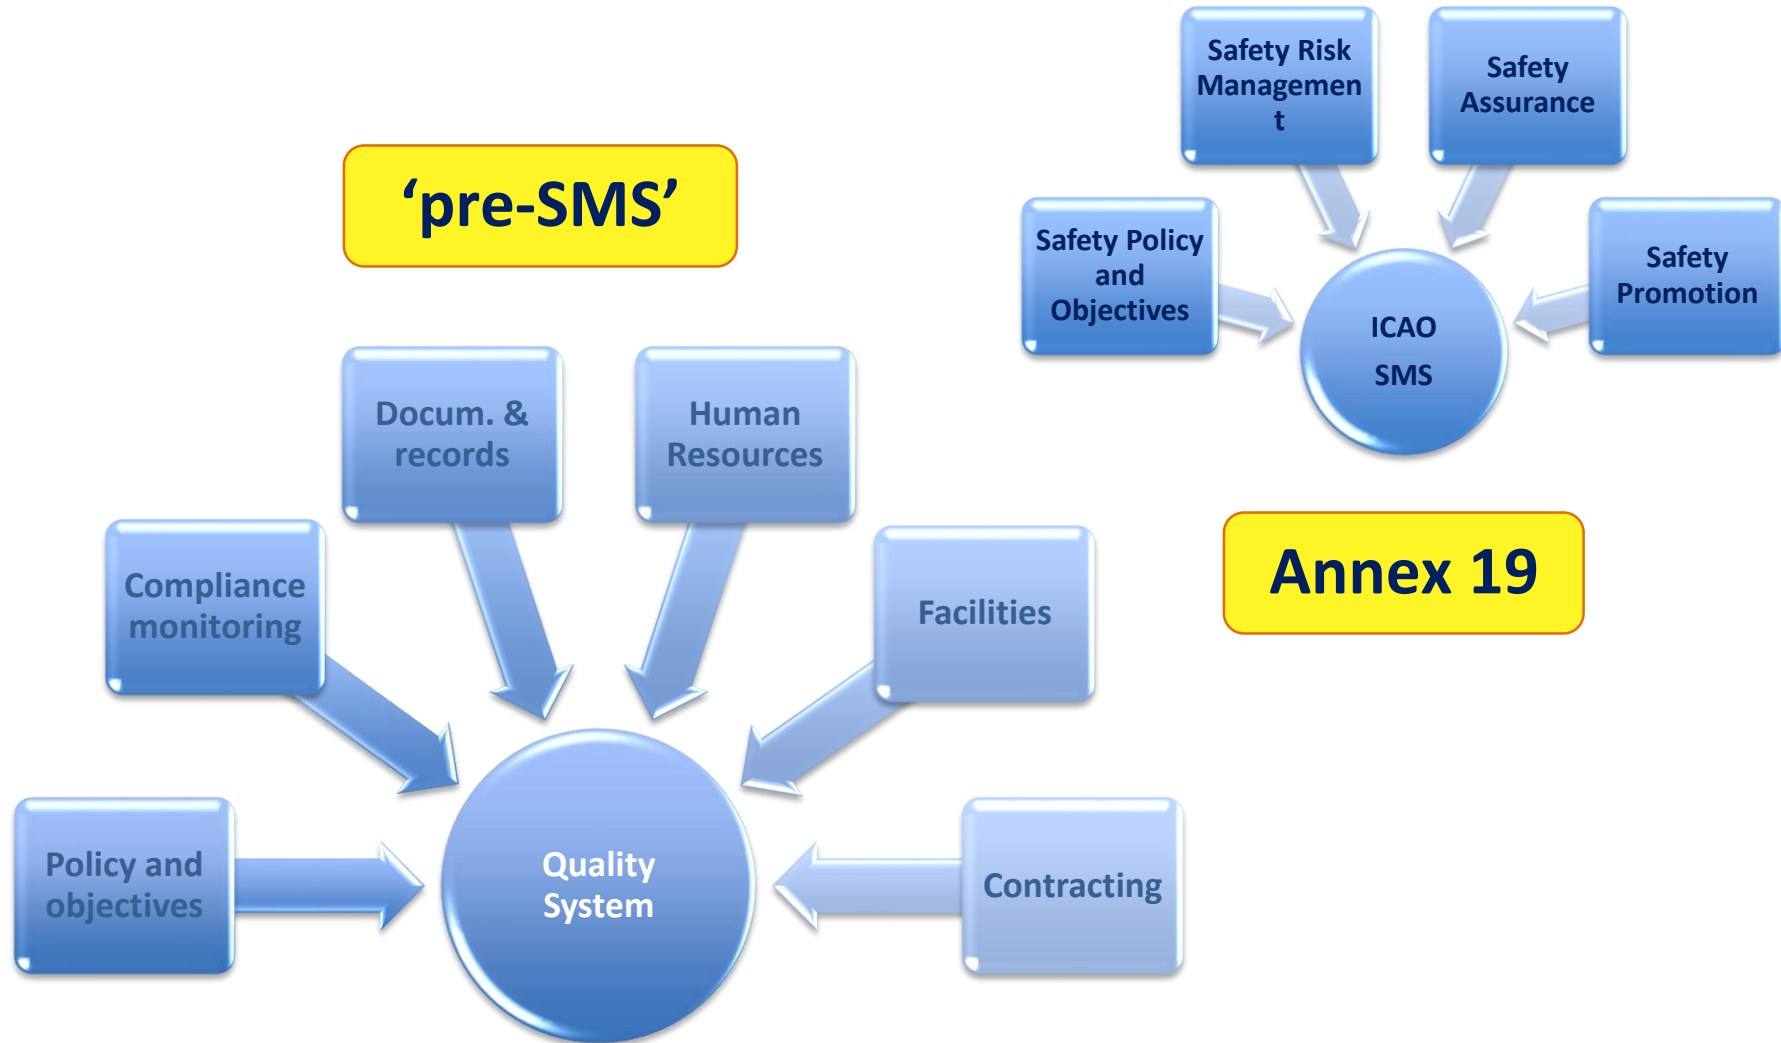 ‘pre-SMS’
Policy and
objectives
Compliance
monitoring
Docum. &
records
Human
Resources
Facilities
Contracting
Quality
System
Safety Policy
and
Objectives
Safety Risk
Managemen
t
Safety
Assurance
Safety
Promotion
ICAO
SMS
Annex 19